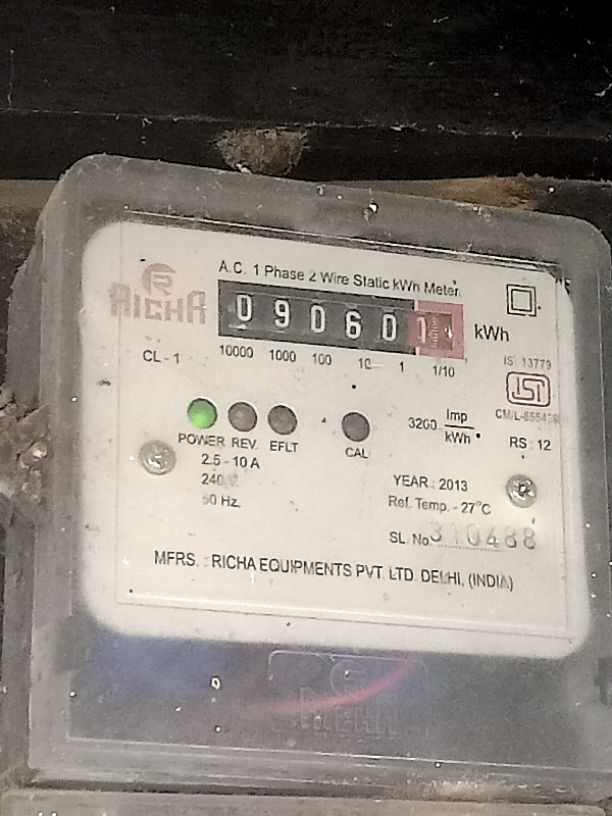 A.C. 1 Phase 2 Wire Static kWh Meter.
RICHA
0 9 0 6 0 1 kWh
CL - 1
10000 1000 100 10 1 1/10
IS: 13779
ISI
3200 Imp/kWh
RS : 12
POWER REV. EFLT CAL
2.5 - 10 A
240 V
50 Hz.
YEAR : 2013
Ref. Temp. - 27°C
SL. No. 310488
MFRS. : RICHA EQUIPMENTS PVT. LTD. DELHI, (INDIA)